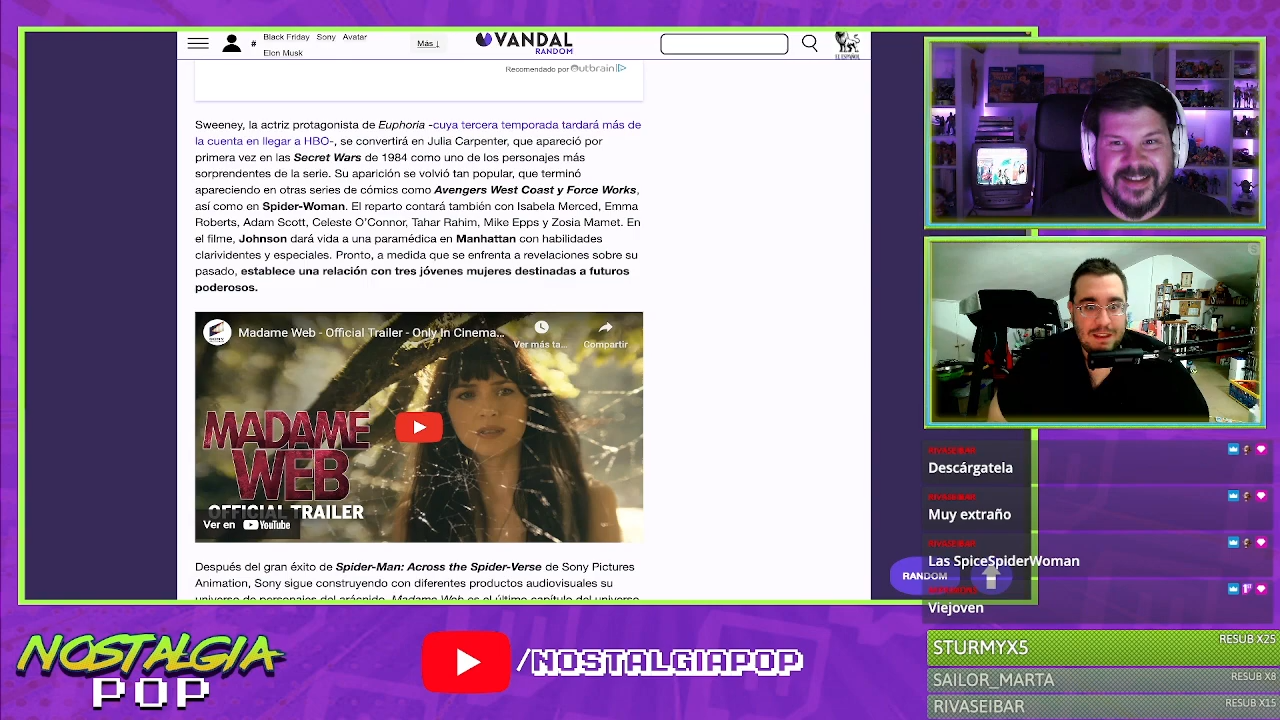 #
Black Friday Sony Avatar
Elon Musk
Más ↓
VANDAL
RANDOM
EL ESPAÑOL
Recomendado por Outbrain
Sweeney, la actriz protagonista de Euphoria -cuya tercera temporada tardará más de
la cuenta en llegar a HBO-, se convertirá en Julia Carpenter, que apareció por
primera vez en las Secret Wars de 1984 como uno de los personajes más
sorprendentes de la serie. Su aparición se volvió tan popular, que terminó
apareciendo en otras series de cómics como Avengers West Coast y Force Works,
así como en Spider-Woman. El reparto contará también con Isabela Merced, Emma
Roberts, Adam Scott, Celeste O'Connor, Tahar Rahim, Mike Epps y Zosia Mamet. En
el filme, Johnson dará vida a una paramédica en Manhattan con habilidades
clarividentes y especiales. Pronto, a medida que se enfrenta a revelaciones sobre su
pasado, establece una relación con tres jóvenes mujeres destinadas a futuros
poderosos.
Madame Web - Official Trailer - Only In Cinema...
Ver más ta...
Compartir
SONY
MADAME
WEB
OFFICIAL TRAILER
Ver en YouTube
Después del gran éxito de Spider-Man: Across the Spider-Verse de Sony Pictures
Animation, Sony sigue construyendo con diferentes productos audiovisuales su
RANDOM
RIVASEIBAR
Descárgatela
RIVASEIBAR
Muy extraño
RIVASEIBAR
Las SpiceSpiderWoman
Viejoven
STURMYX5
RESUB X25
SAILOR_MARTA
RESUB X8
RIVASEIBAR
RESUB X15
NOSTALGIA
POP
/NOSTALGIAPOP